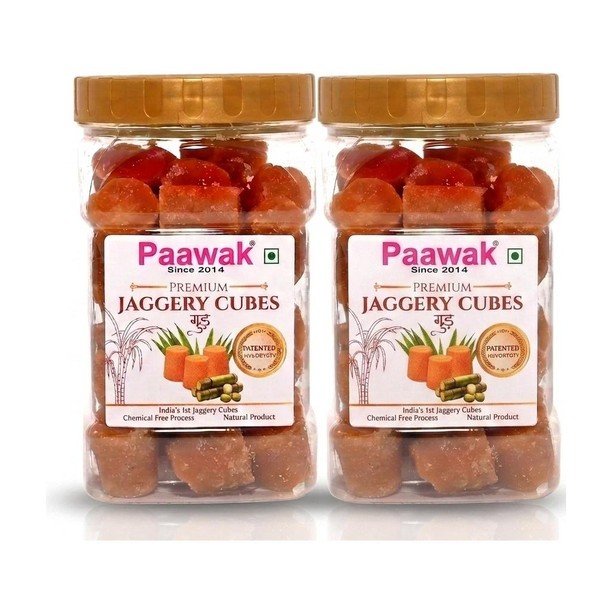 Paawak®
Since 2014
PREMIUM
JAGGERY CUBES
गुड़
PATENTED
India's 1st Jaggery Cubes
Chemical Free Process Natural Product
Paawak®
Since 2014
PREMIUM
JAGGERY CUBES
गुड़
PATENTED
India's 1st Jaggery Cubes
Chemical Free Process Natural Product